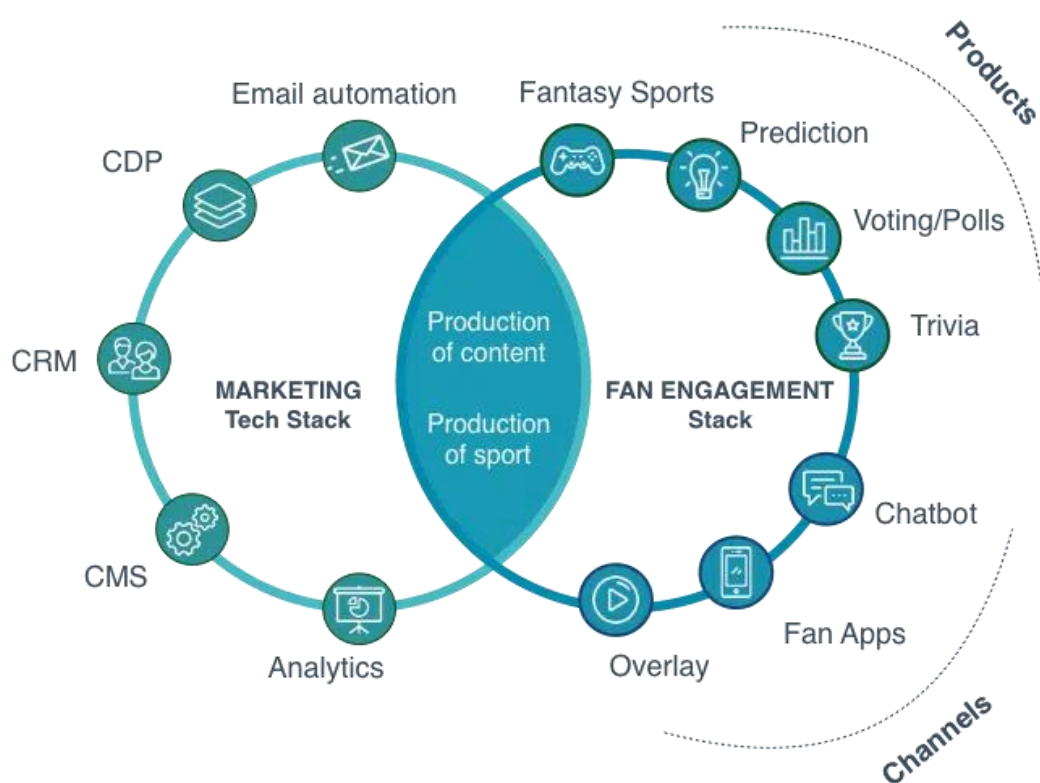 Products
Email automation
Fantasy Sports
Prediction
CDP
Voting/Polls
Trivia
Production
of content
CRM
MARKETING
Tech Stack
FAN ENGAGEMENT
Stack
Production
of sport
Chatbot
CMS
Fan Apps
Analytics
Overlay
Channels